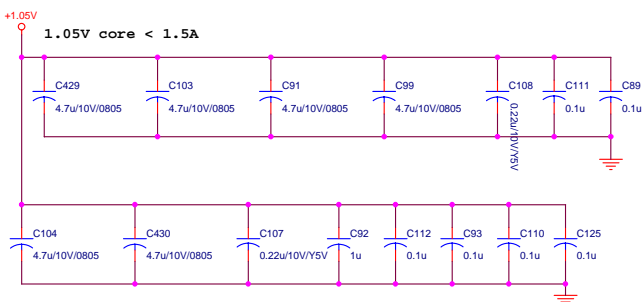 +1.05V
1.05V core < 1.5A
C429
4.7u/10V/0805
C103
4.7u/10V/0805
C91
4.7u/10V/0805
C99
4.7u/10V/0805
C108
0.22u/10V/Y5V
C111
0.1u
C89
0.1u
C104
4.7u/10V/0805
C430
4.7u/10V/0805
C107
0.22u/10V/Y5V
C92
1u
C112
0.1u
C93
0.1u
C110
0.1u
C125
0.1u